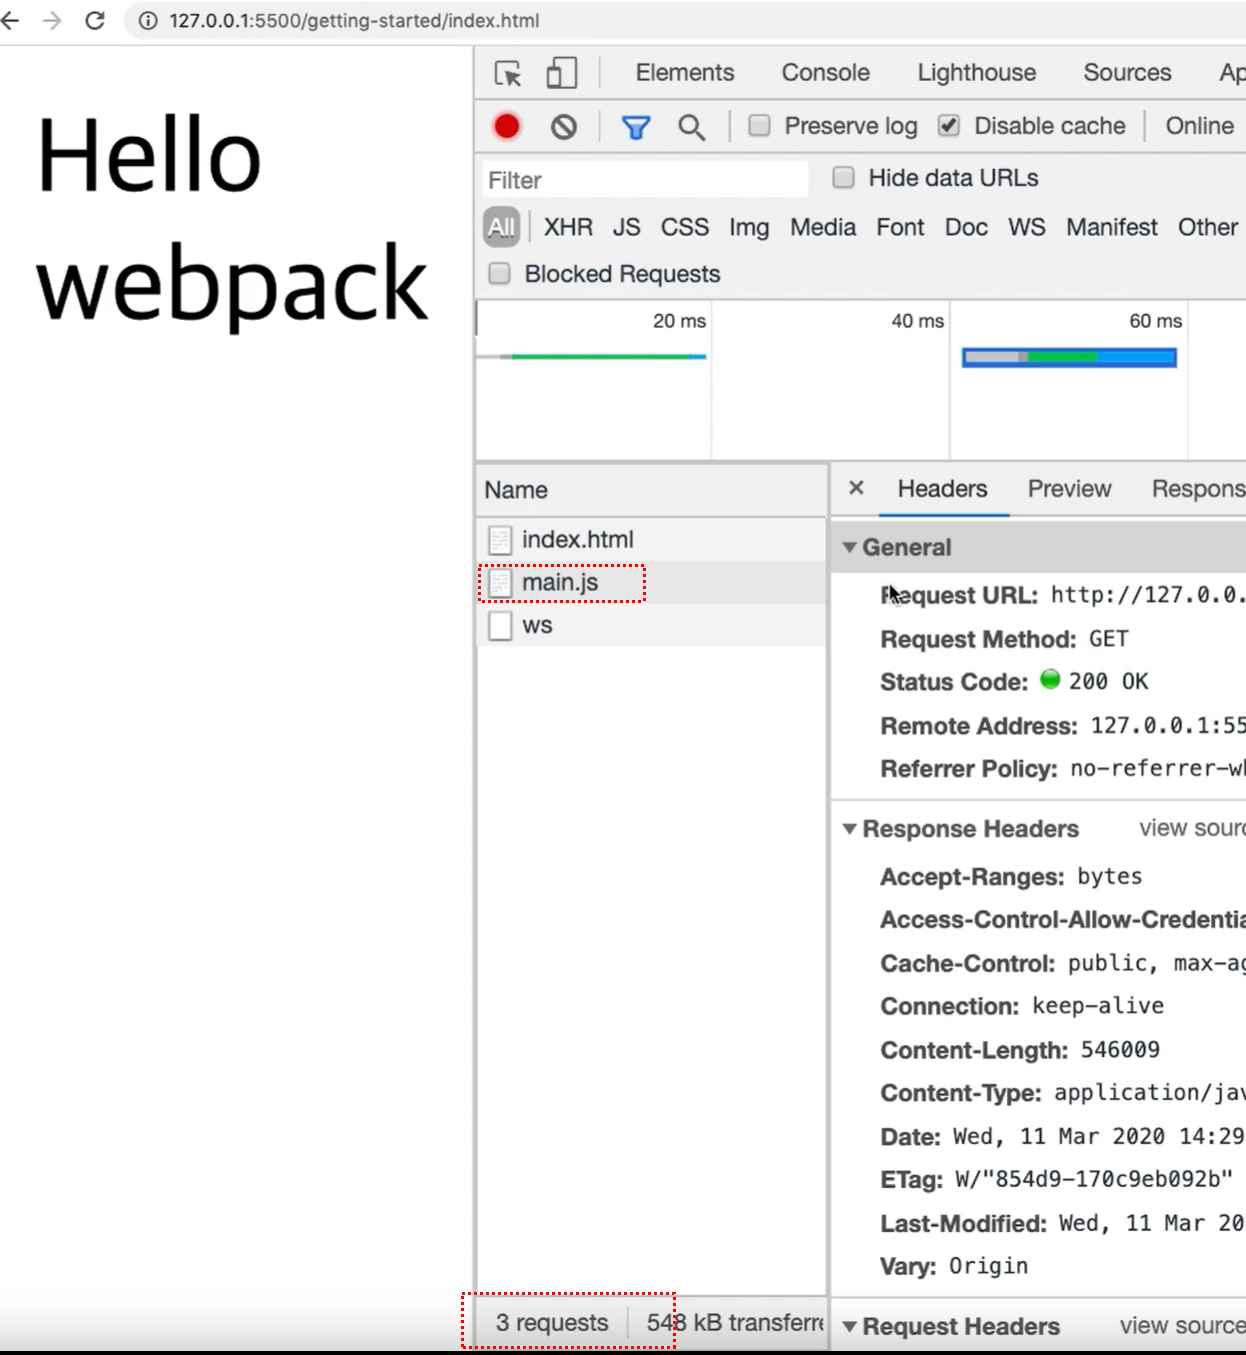 127.0.0.1:5500/getting-started/index.html
Hello
webpack
Elements Console Lighthouse Sources Ap
Preserve log Disable cache Online
Filter Hide data URLs
All XHR JS CSS Img Media Font Doc WS Manifest Other
Blocked Requests
20 ms 40 ms 60 ms
Name
index.html
main.js
ws
3 requests 548 kB transferre
Headers Preview Respons
General
Request URL: http://127.0.0.
Request Method: GET
Status Code: 200 OK
Remote Address: 127.0.0.1:55
Referrer Policy: no-referrer-wh
Response Headers view sourc
Accept-Ranges: bytes
Access-Control-Allow-Credentia
Cache-Control: public, max-ag
Connection: keep-alive
Content-Length: 546009
Content-Type: application/jav
Date: Wed, 11 Mar 2020 14:29
ETag: W/"854d9-170c9eb092b"
Last-Modified: Wed, 11 Mar 20
Vary: Origin
Request Headers view source